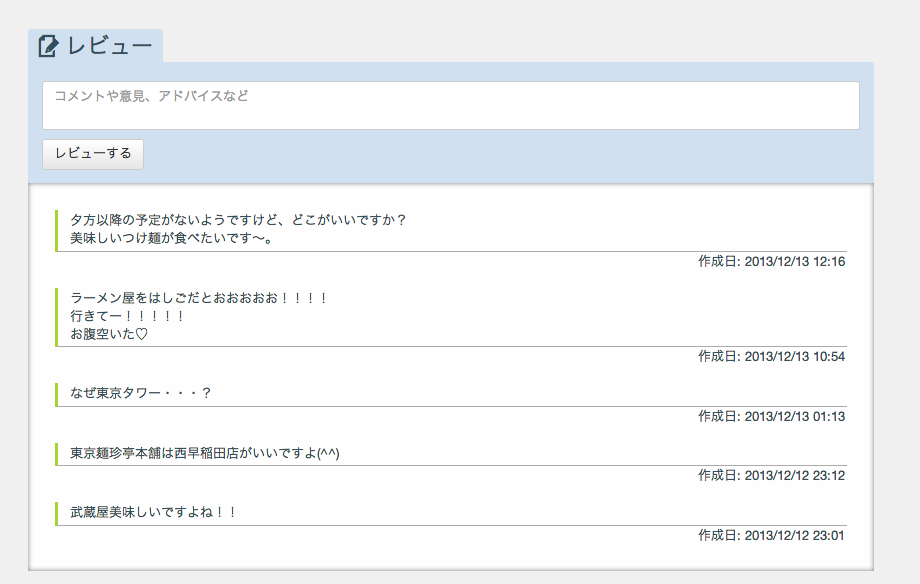 レビュー
コメントや意見、アドバイスなど
レビューする
夕方以降の予定がないようですけど、どこがいいですか？
美味しいつけ麺が食べたいです〜。
作成日: 2013/12/13 12:16
ラーメン屋をはしごだとおおおおお！！！！
行きてー！！！！！
お腹空いた♡
作成日: 2013/12/13 10:54
なぜ東京タワー・・・？
作成日: 2013/12/13 01:13
東京麺珍亭本舗は西早稲田店がいいですよ(^^)
作成日: 2013/12/12 23:12
武蔵屋美味しいですよね！！
作成日: 2013/12/12 23:01